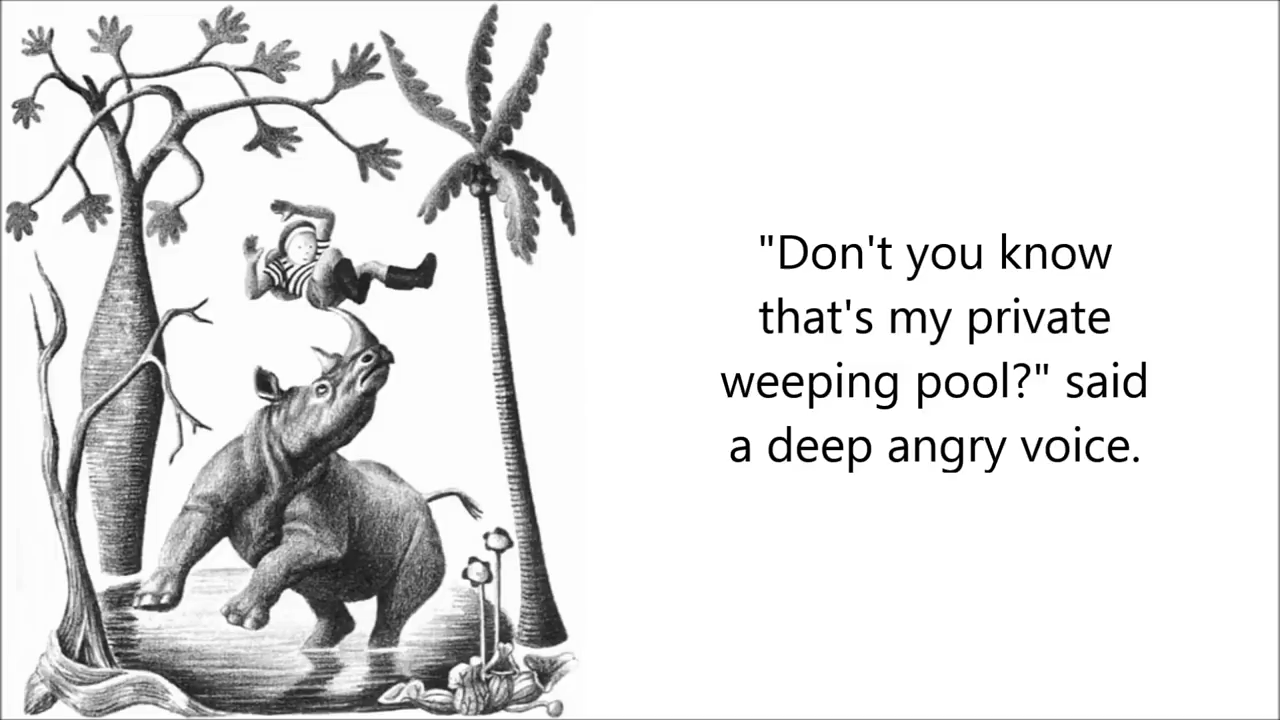 "Don't you know
that's my private
weeping pool?" said
a deep angry voice.